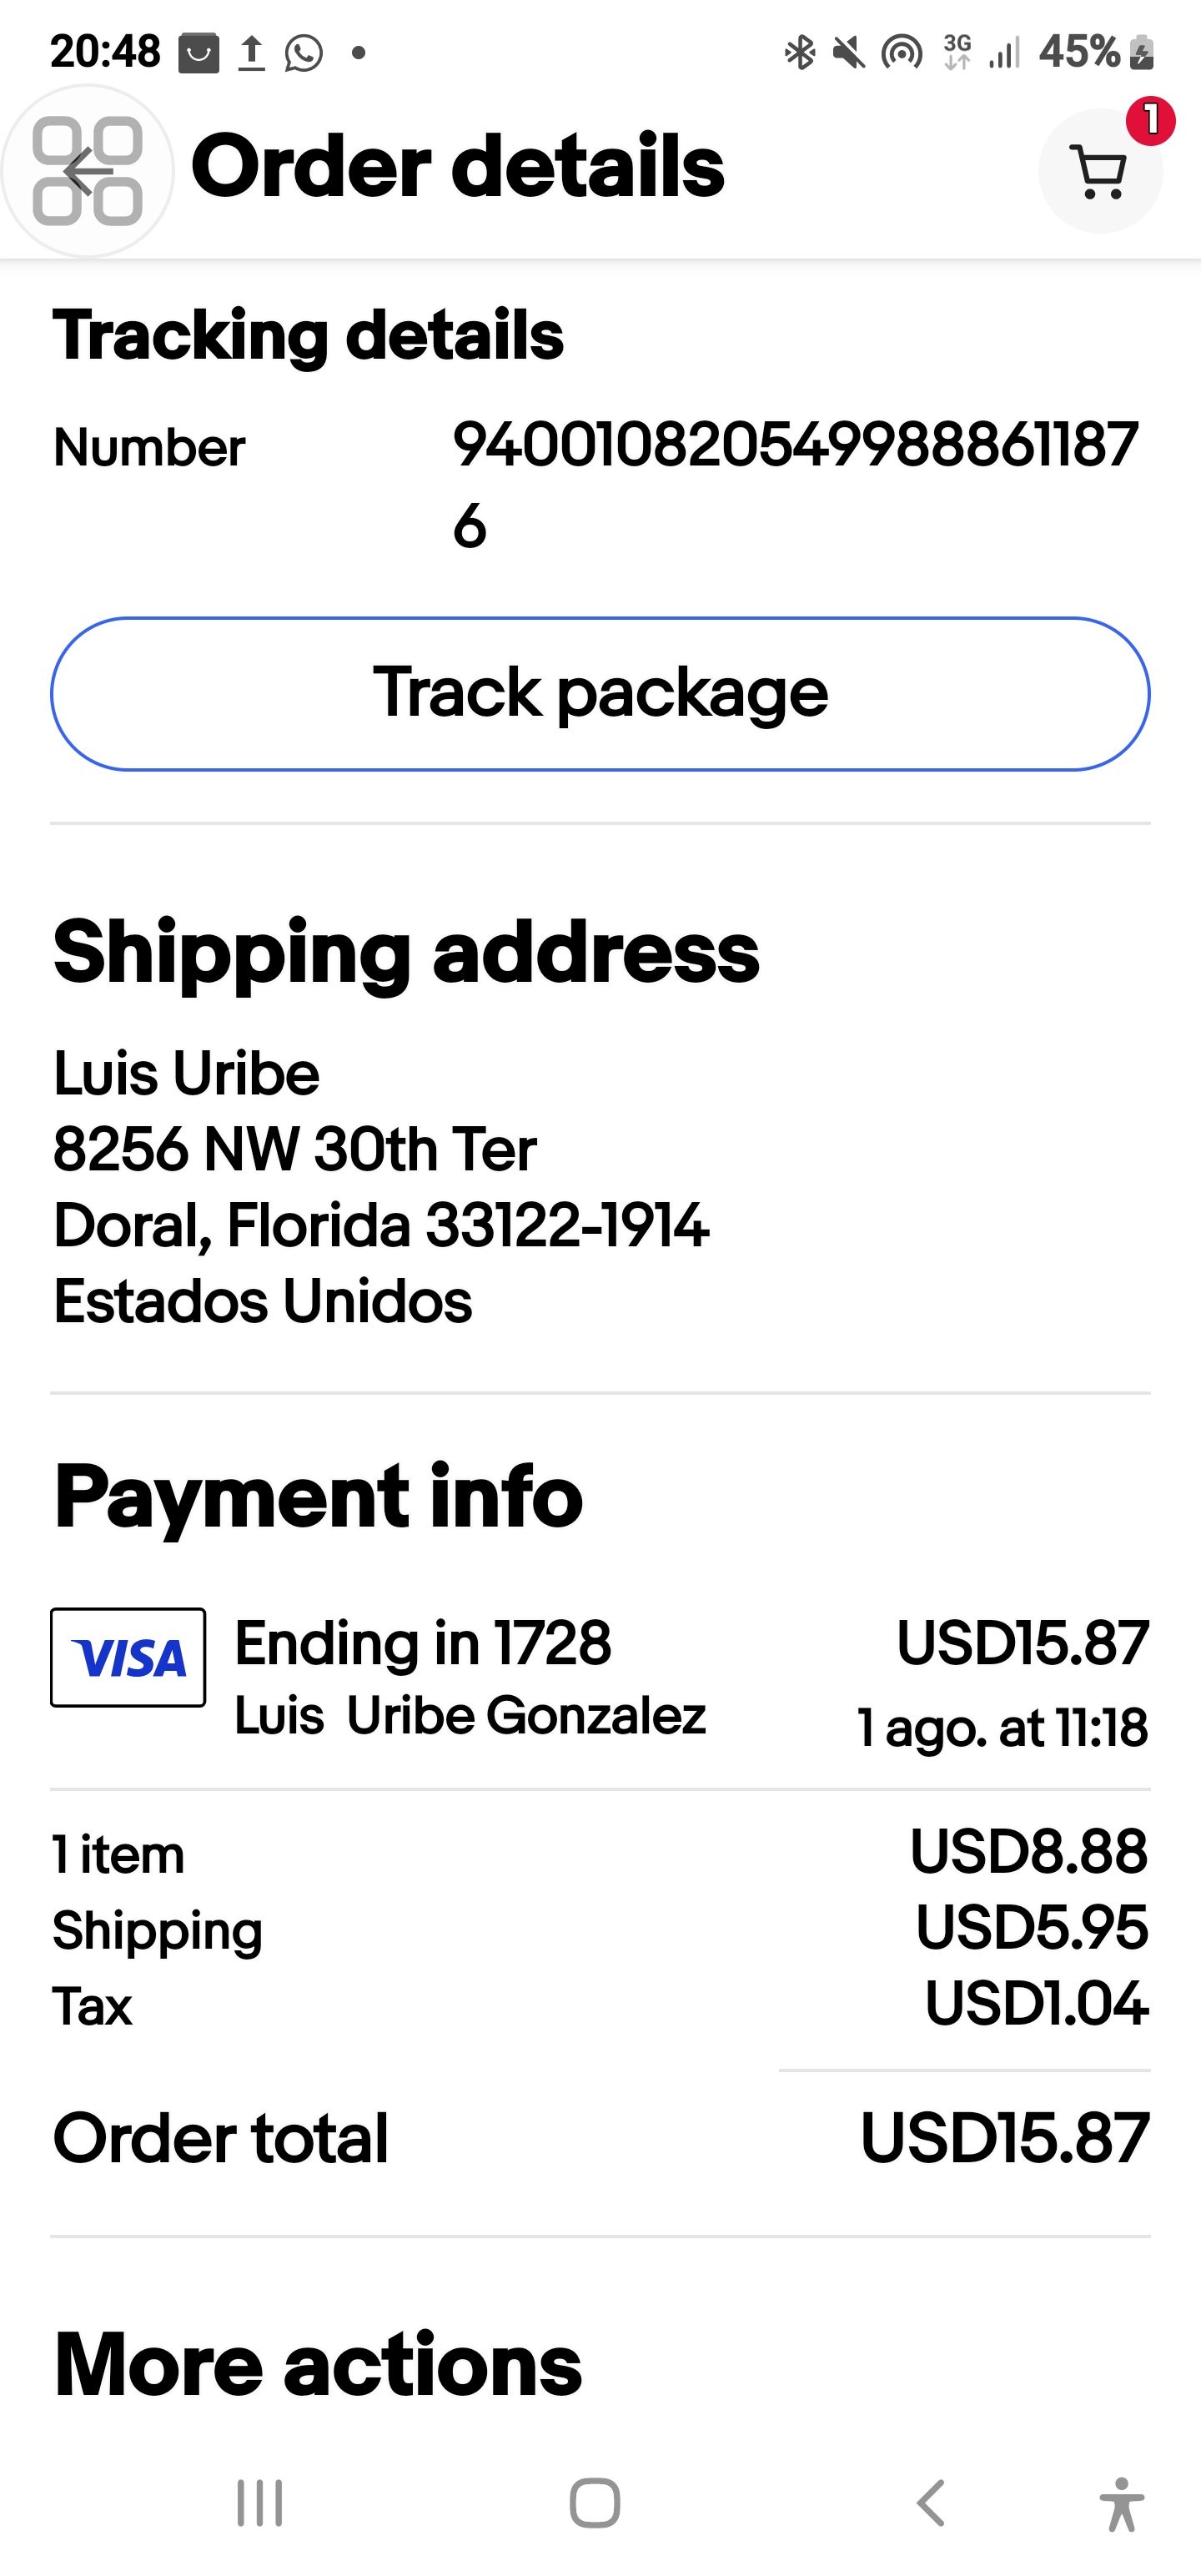 20:48
3G
45%
Order details
1
Tracking details
Number
940010820549988861187
6
Track package
Shipping address
Luis Uribe
8256 NW 30th Ter
Doral, Florida 33122-1914
Estados Unidos
Payment info
VISA
Ending in 1728
USD15.87
Luis Uribe Gonzalez
1 ago. at 11:18
1 item
USD8.88
Shipping
USD5.95
Tax
USD1.04
Order total
USD15.87
More actions